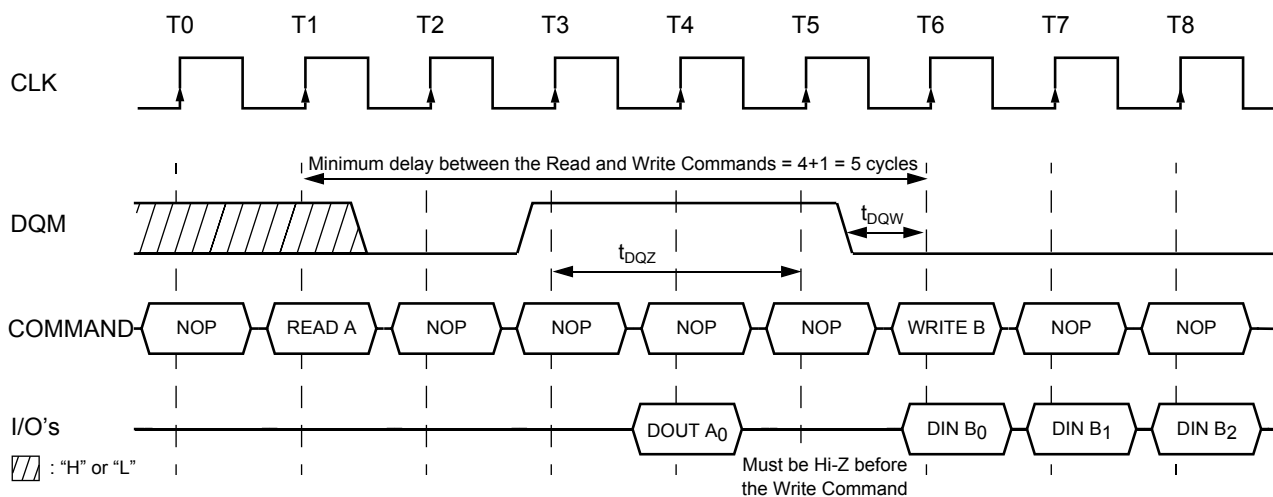 T0 T1 T2 T3 T4 T5 T6 T7 T8
CLK
Minimum delay between the Read and Write Commands = 4+1 = 5 cycles
DQM
tDQW
tDQZ
COMMAND NOP READ A NOP NOP NOP NOP WRITE B NOP NOP
I/O's DOUT A0 DIN B0 DIN B1 DIN B2
: “H” or “L”
Must be Hi-Z before
the Write Command